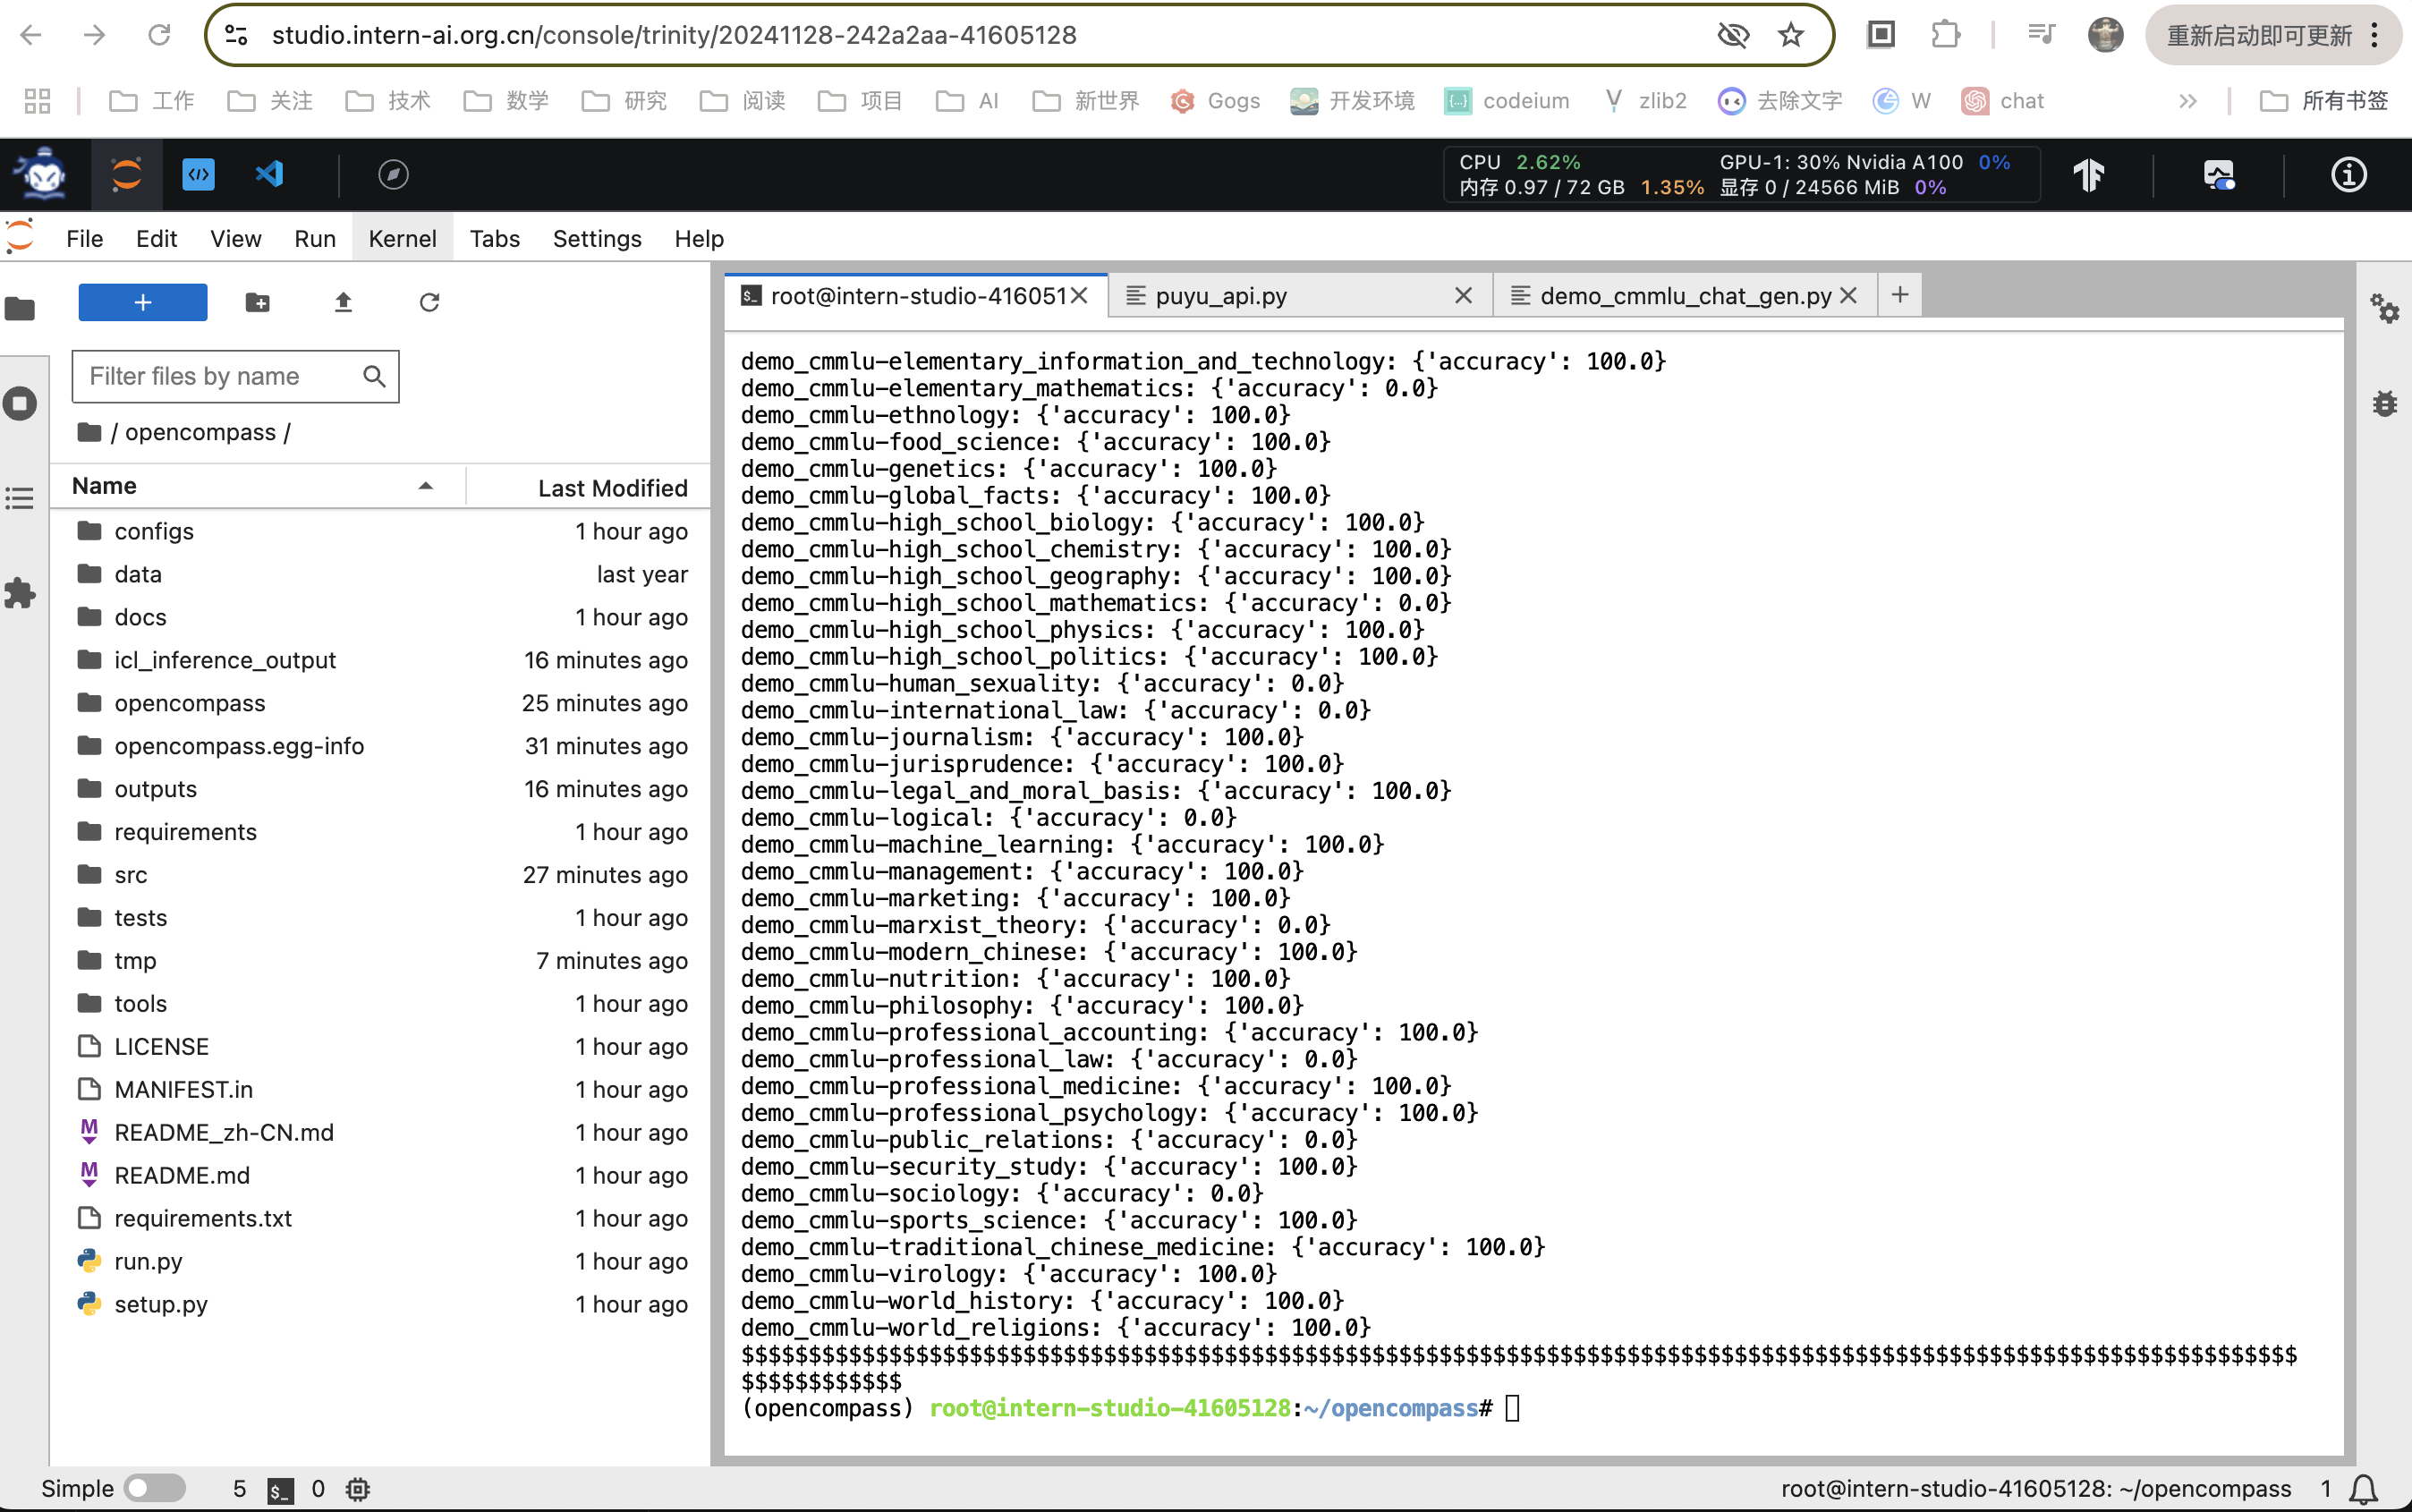 studio.intern-ai.org.cn/console/trinity/20241128-242a2aa-41605128
重新启动即可更新
工作
关注
技术
数学
研究
阅读
项目
AI
新世界
Gogs
开发环境
codeium
zlib2
去除文字
W
chat
所有书签
CPU 2.62% GPU-1: 30% Nvidia A100 0%
内存 0.97 / 72 GB 1.35% 显存 0 / 24566 MiB 0%
File Edit View Run Kernel Tabs Settings Help
root@intern-studio-416051
puyu_api.py
demo_cmmlu_chat_gen.py
Filter files by name
/ opencompass /
Name Last Modified
configs 1 hour ago
data last year
docs 1 hour ago
icl_inference_output 16 minutes ago
opencompass 25 minutes ago
opencompass.egg-info 31 minutes ago
outputs 16 minutes ago
requirements 1 hour ago
src 27 minutes ago
tests 1 hour ago
tmp 7 minutes ago
tools 1 hour ago
LICENSE 1 hour ago
MANIFEST.in 1 hour ago
README_zh-CN.md 1 hour ago
README.md 1 hour ago
requirements.txt 1 hour ago
run.py 1 hour ago
setup.py 1 hour ago
demo_cmmlu-elementary_information_and_technology: {'accuracy': 100.0}
demo_cmmlu-elementary_mathematics: {'accuracy': 0.0}
demo_cmmlu-ethnology: {'accuracy': 100.0}
demo_cmmlu-food_science: {'accuracy': 100.0}
demo_cmmlu-genetics: {'accuracy': 100.0}
demo_cmmlu-global_facts: {'accuracy': 100.0}
demo_cmmlu-high_school_biology: {'accuracy': 100.0}
demo_cmmlu-high_school_chemistry: {'accuracy': 100.0}
demo_cmmlu-high_school_geography: {'accuracy': 100.0}
demo_cmmlu-high_school_mathematics: {'accuracy': 0.0}
demo_cmmlu-high_school_physics: {'accuracy': 100.0}
demo_cmmlu-high_school_politics: {'accuracy': 100.0}
demo_cmmlu-human_sexuality: {'accuracy': 0.0}
demo_cmmlu-international_law: {'accuracy': 0.0}
demo_cmmlu-journalism: {'accuracy': 100.0}
demo_cmmlu-jurisprudence: {'accuracy': 100.0}
demo_cmmlu-legal_and_moral_basis: {'accuracy': 100.0}
demo_cmmlu-logical: {'accuracy': 0.0}
demo_cmmlu-machine_learning: {'accuracy': 100.0}
demo_cmmlu-management: {'accuracy': 100.0}
demo_cmmlu-marketing: {'accuracy': 100.0}
demo_cmmlu-marxist_theory: {'accuracy': 0.0}
demo_cmmlu-modern_chinese: {'accuracy': 100.0}
demo_cmmlu-nutrition: {'accuracy': 100.0}
demo_cmmlu-philosophy: {'accuracy': 100.0}
demo_cmmlu-professional_accounting: {'accuracy': 100.0}
demo_cmmlu-professional_law: {'accuracy': 0.0}
demo_cmmlu-professional_medicine: {'accuracy': 100.0}
demo_cmmlu-professional_psychology: {'accuracy': 100.0}
demo_cmmlu-public_relations: {'accuracy': 0.0}
demo_cmmlu-security_study: {'accuracy': 100.0}
demo_cmmlu-sociology: {'accuracy': 0.0}
demo_cmmlu-sports_science: {'accuracy': 100.0}
demo_cmmlu-traditional_chinese_medicine: {'accuracy': 100.0}
demo_cmmlu-virology: {'accuracy': 100.0}
demo_cmmlu-world_history: {'accuracy': 100.0}
demo_cmmlu-world_religions: {'accuracy': 100.0}
$$$$$$$$$$$$$$$$$$$$$$$$$$$$$$$$$$$$$$$$$$$$$$$$$$$$$$$$$$$$$$$$$$$$$$$$$$$$$$$$$$$$$$$$$$$$$$$$$$$$$$$$$$$$$$$$$$$$
$$$$$$$$$$$$
(opencompass) root@intern-studio-41605128:~/opencompass#
Simple 5 0 root@intern-studio-41605128: ~/opencompass 1